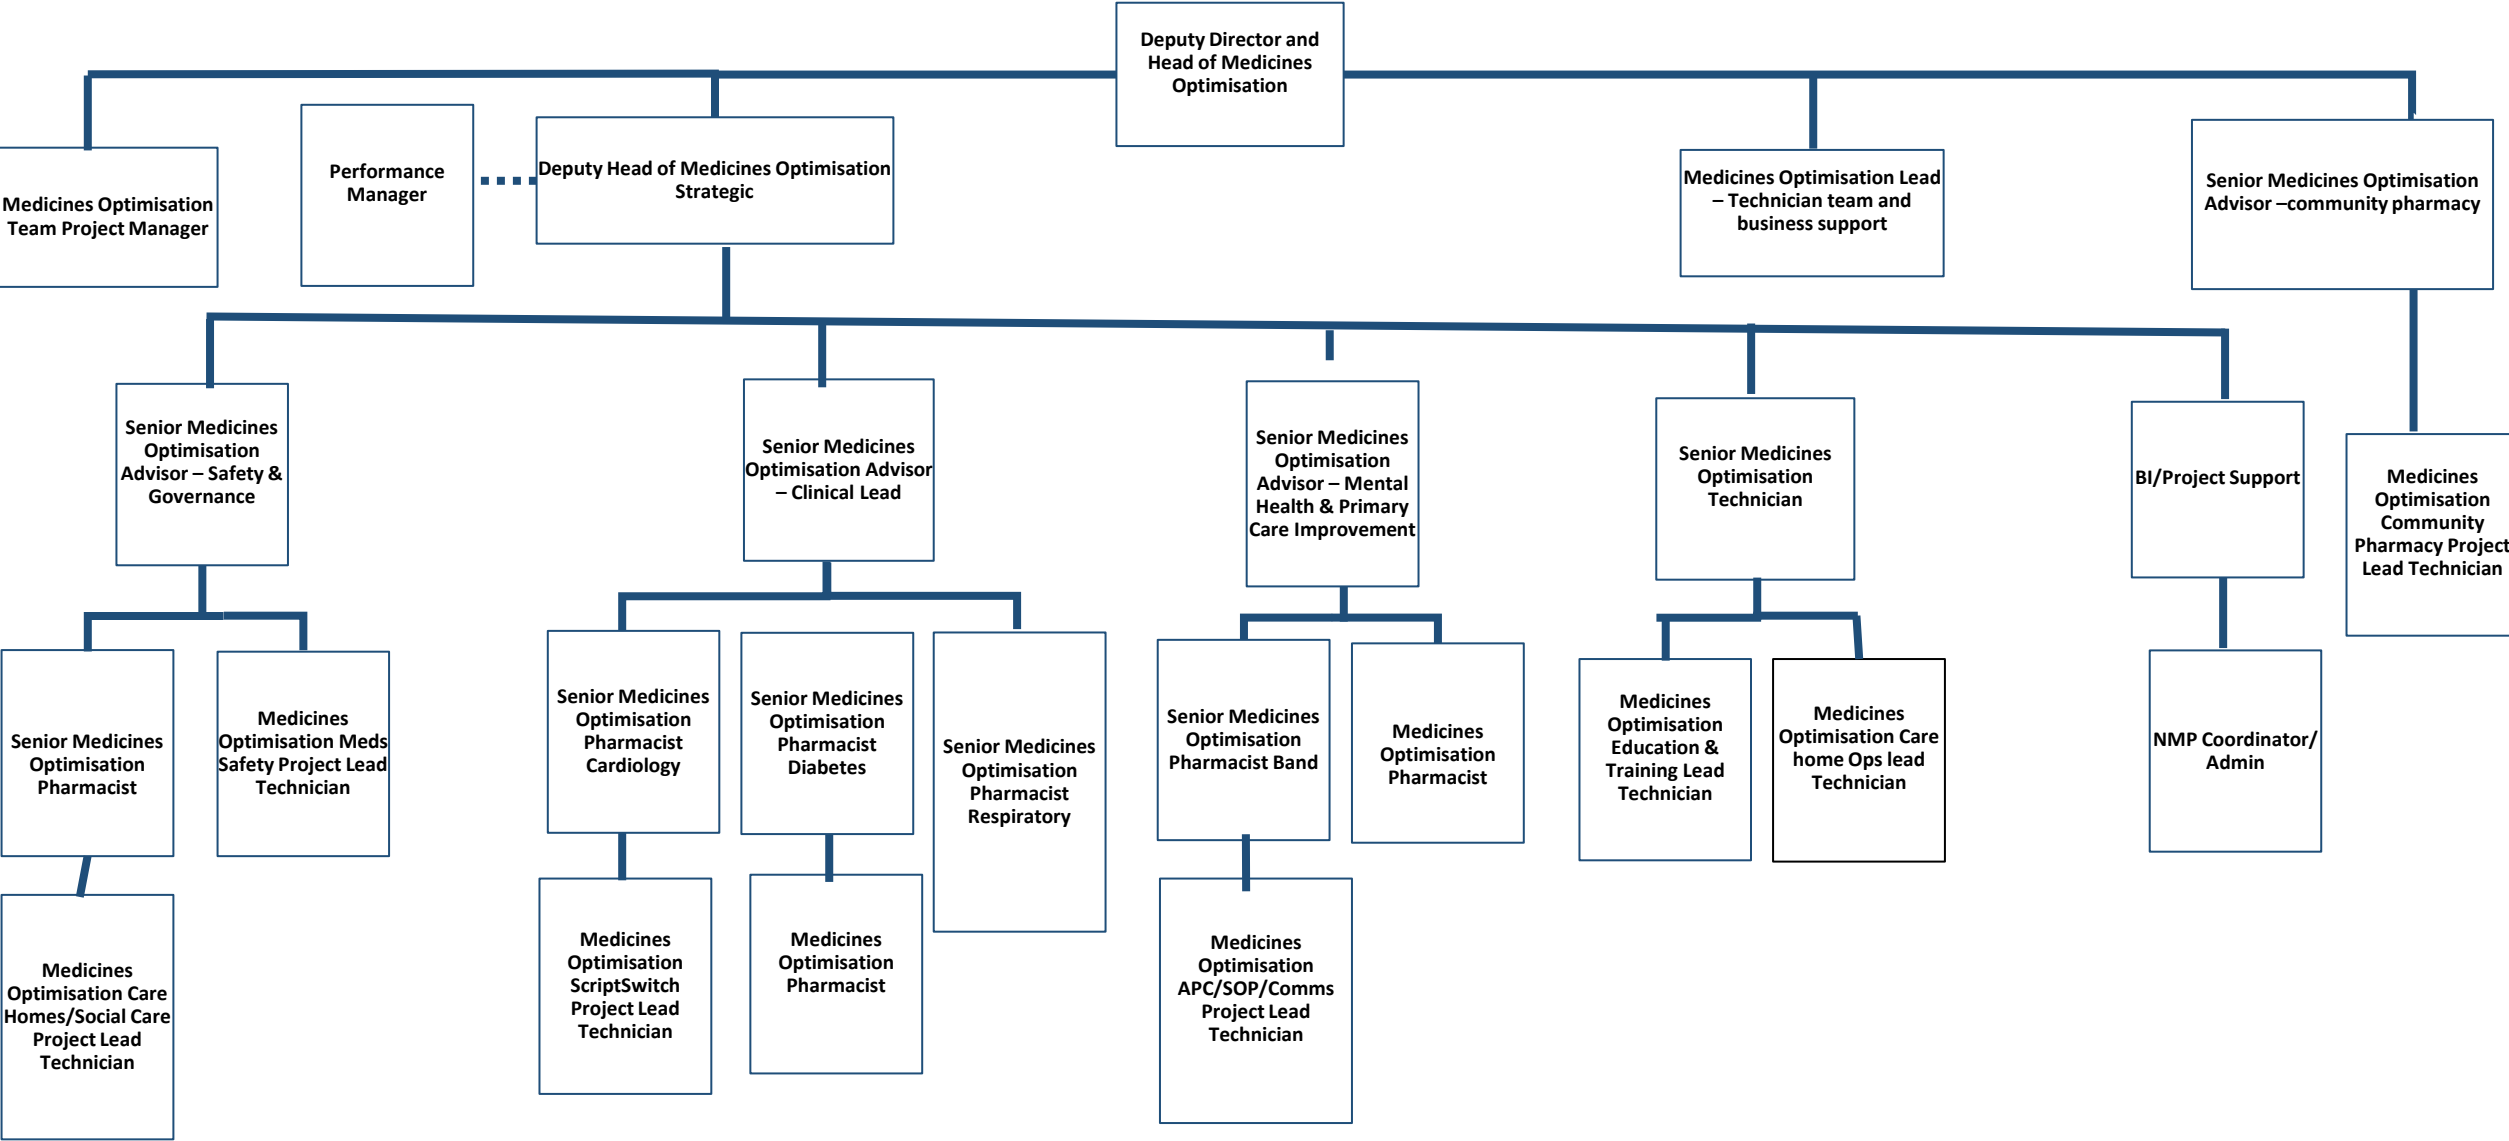 Deputy Director and
Head of Medicines
Optimisation
Medicines Optimisation
Team Project Manager
Performance
Manager
Deputy Head of Medicines Optimisation
Strategic
Medicines Optimisation Lead
– Technician team and
business support
Senior Medicines Optimisation
Advisor –community pharmacy
Senior Medicines
Optimisation
Advisor – Safety &
Governance
Senior Medicines
Optimisation Advisor
– Clinical Lead
Senior Medicines
Optimisation
Advisor – Mental
Health & Primary
Care Improvement
Senior Medicines
Optimisation
Technician
BI/Project Support
Medicines
Optimisation
Community
Pharmacy Project
Lead Technician
Senior Medicines
Optimisation
Pharmacist
Medicines
Optimisation Meds
Safety Project Lead
Technician
Senior Medicines
Optimisation
Pharmacist
Cardiology
Senior Medicines
Optimisation
Pharmacist
Diabetes
Senior Medicines
Optimisation
Pharmacist
Respiratory
Senior Medicines
Optimisation
Pharmacist Band
Medicines
Optimisation
Pharmacist
Medicines
Optimisation
Education &
Training Lead
Technician
Medicines
Optimisation Care
home Ops lead
Technician
NMP Coordinator/
Admin
Medicines
Optimisation Care
Homes/Social Care
Project Lead
Technician
Medicines
Optimisation
ScriptSwitch
Project Lead
Technician
Medicines
Optimisation
Pharmacist
Medicines
Optimisation
APC/SOP/Comms
Project Lead
Technician